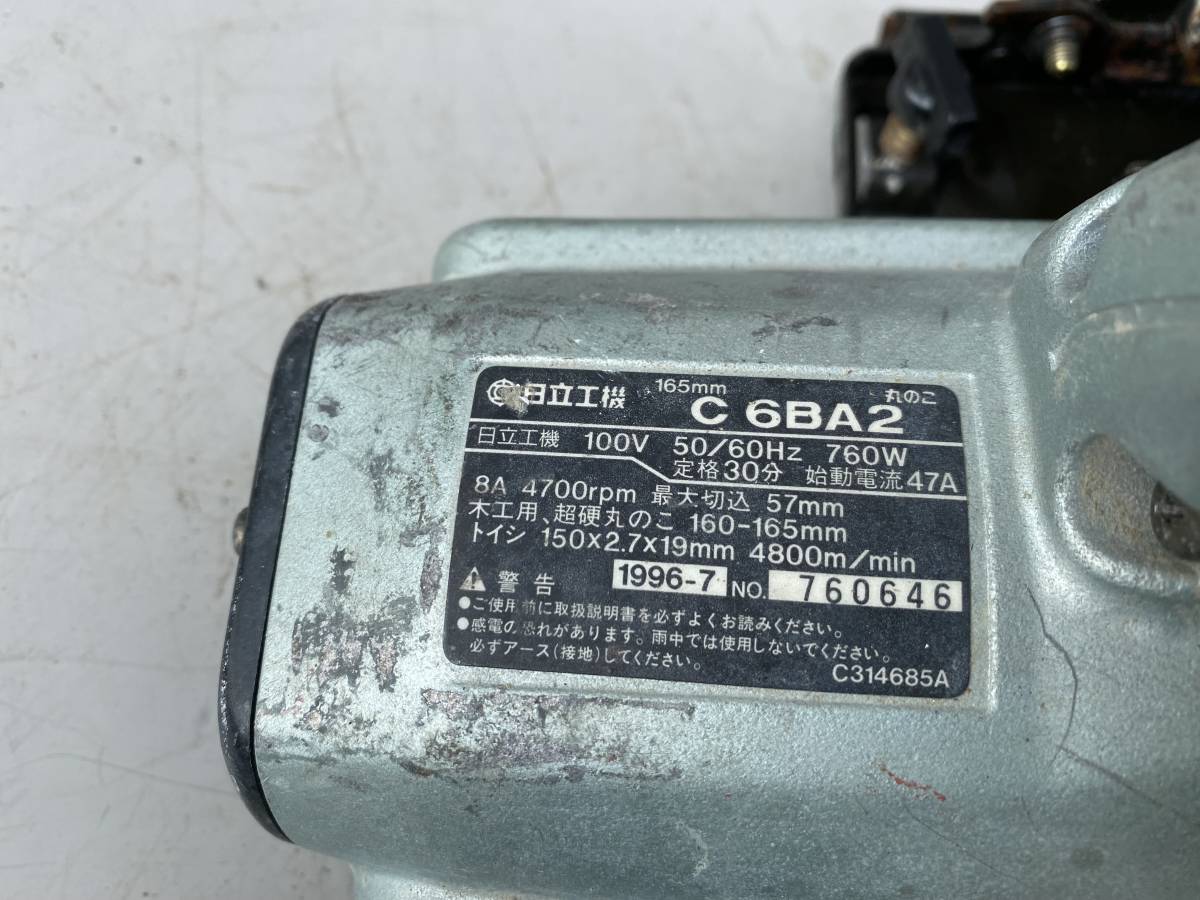 日立工機 165mm C 6BA2 丸のこ
日立工機 100V 50/60Hz 760W
定格30分 始動電流47A
8A 4700rpm 最大切込 57mm
木工用、超硬丸のこ 160-165mm
トイシ 150×2.7×19mm 4800m/min
⚠ 警告 1996-7 NO. 760646
●ご使用前に取扱説明書を必ずよくお読みください。
●感電の恐れがあります。雨中では使用しないでください。
必ずアース(接地)してください。
C314685A